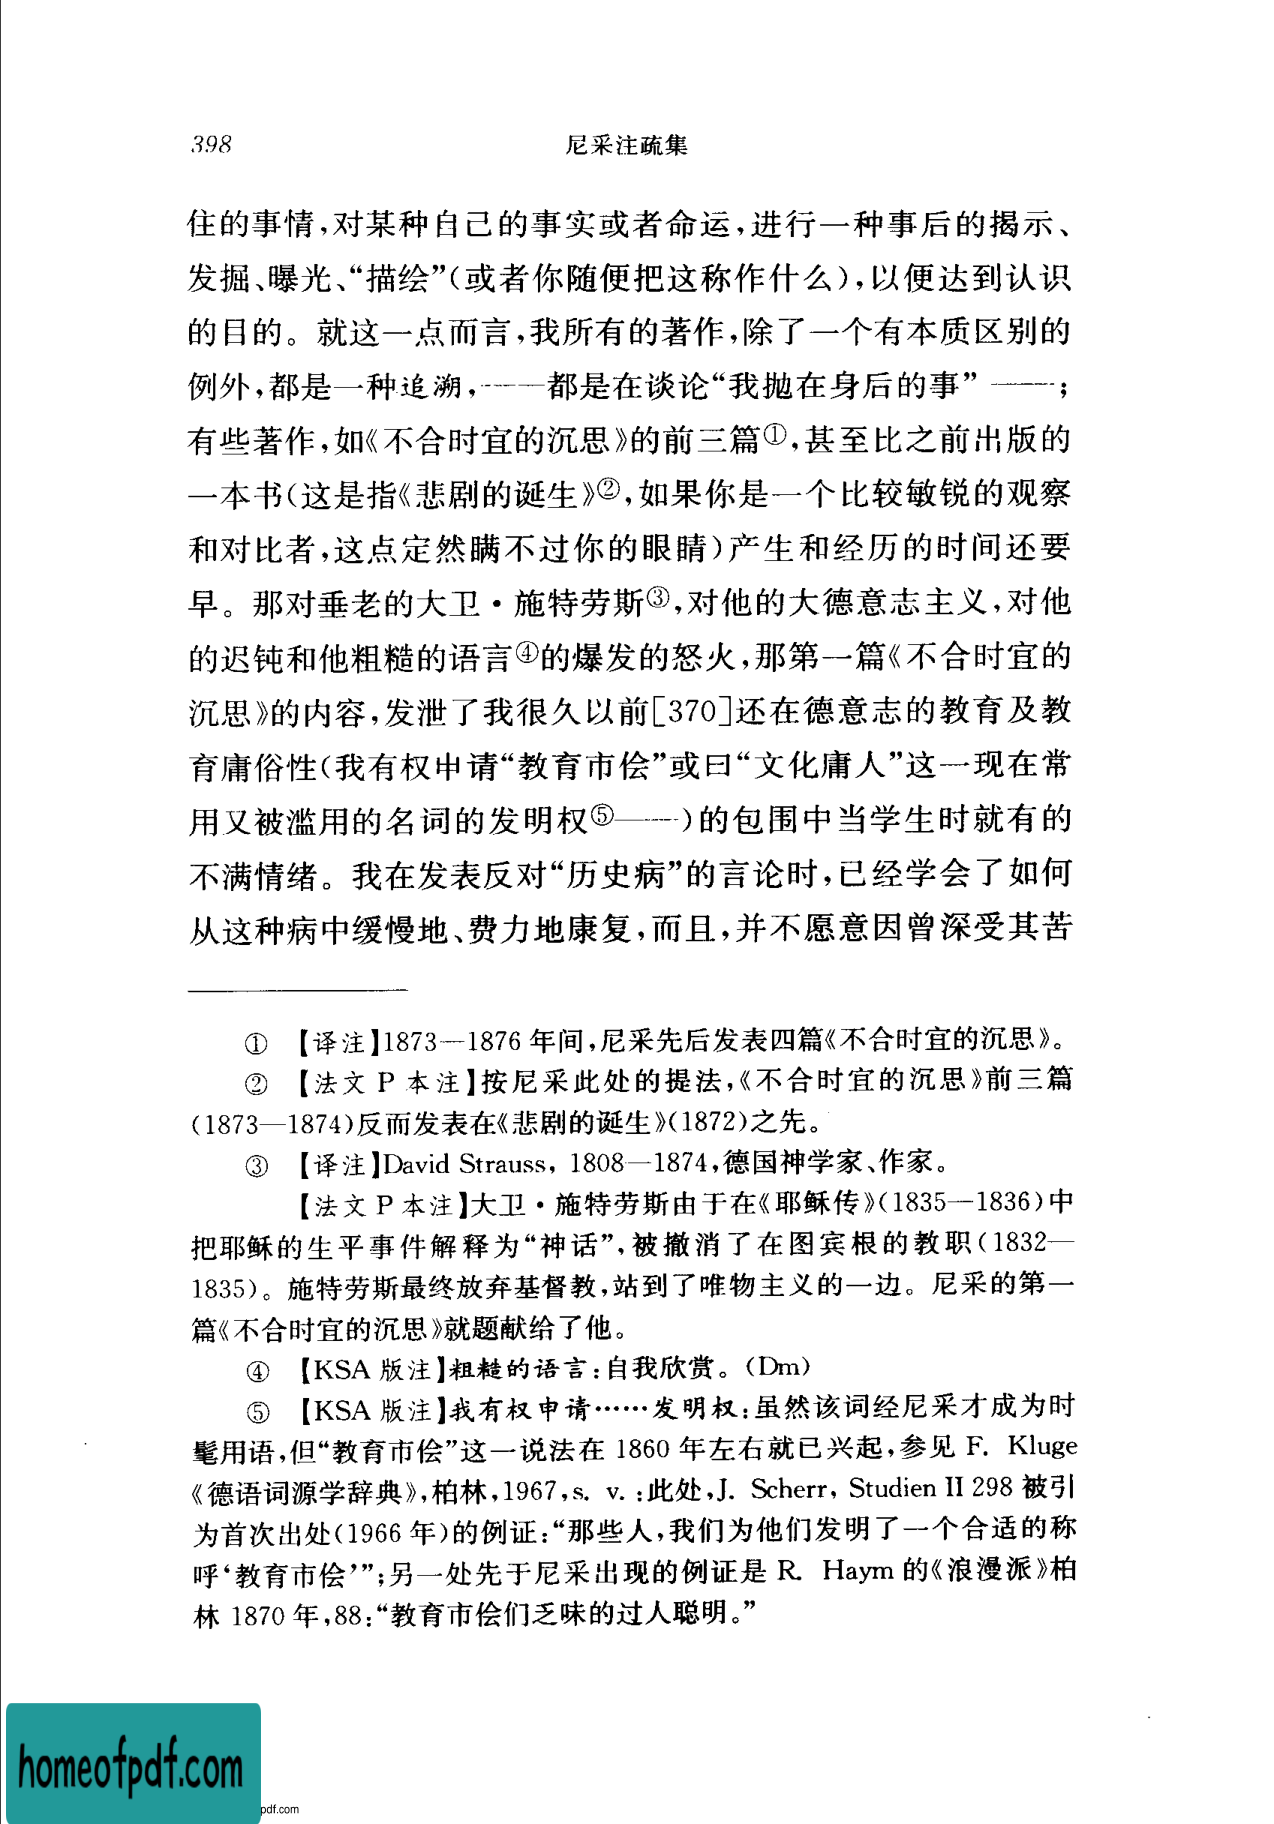 398 尼采注疏集
住的事情，对某种自己的事实或者命运，进行一种事后的揭示、
发掘、曝光、“描绘”（或者你随便把这称作什么），以便达到认识
的目的。就这一点而言，我所有的著作，除了一个有本质区别的
例外，都是一种追溯，——都是在谈论“我抛在身后的事”——；
有些著作，如《不合时宜的沉思》的前三篇①，甚至比之前出版的
一本书（这是指《悲剧的诞生》②，如果你是一个比较敏锐的观察
和对比者，这点定然瞒不过你的眼睛）产生和经历的时间还要
早。那对垂老的大卫·施特劳斯③，对他的大德意志主义，对他
的迟钝和他粗糙的语言④的爆发的怒火，那第一篇《不合时宜的
沉思》的内容，发泄了我很久以前[370]还在德意志的教育及教
育庸俗性（我有权申请“教育市侩”或曰“文化庸人”这一现在常
用又被滥用的名词的发明权⑤——）的包围中当学生时就有的
不满情绪。我在发表反对“历史病”的言论时，已经学会了如何
从这种病中缓慢地、费力地康复，而且，并不愿意因曾深受其苦
① 【译注】1873—1876 年间，尼采先后发表四篇《不合时宜的沉思》。
② 【法文 P 本注】按尼采此处的提法，《不合时宜的沉思》前三篇
（1873—1874）反而发表在《悲剧的诞生》（1872）之先。
③ 【译注】David Strauss，1808—1874，德国神学家、作家。
【法文 P 本注】大卫·施特劳斯由于在《耶稣传》（1835—1836）中
把耶稣的生平事件解释为“神话”，被撤消了在图宾根的教职（1832—
1835）。施特劳斯最终放弃基督教，站到了唯物主义的一边。尼采的第一
篇《不合时宜的沉思》就题献给了他。
④ 【KSA 版注】粗糙的语言：自我欣赏。（Dm）
⑤ 【KSA 版注】我有权申请……发明权：虽然该词经尼采才成为时
髦用语，但“教育市侩”这一说法在 1860 年左右就已兴起，参见 F. Kluge
《德语词源学辞典》，柏林，1967，s. v. ：此处，J. Scherr，Studien II 298 被引
为首次出处（1966 年）的例证：“那些人，我们为他们发明了一个合适的称
呼‘教育市侩’”；另一处先于尼采出现的例证是 R. Haym 的《浪漫派》柏
林 1870 年，88：“教育市侩们乏味的过人聪明。”
homeofpdf.com
pdf.com